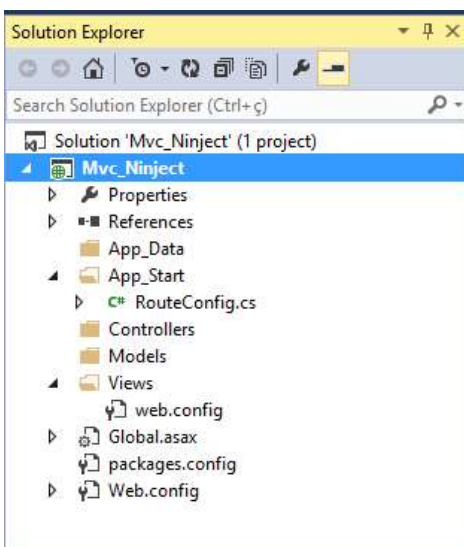 Solution Explorer
Search Solution Explorer (Ctrl+ç)
Solution 'Mvc_Ninject' (1 project)
Mvc_Ninject
Properties
References
App_Data
App_Start
C# RouteConfig.cs
Controllers
Models
Views
web.config
Global.asax
packages.config
Web.config